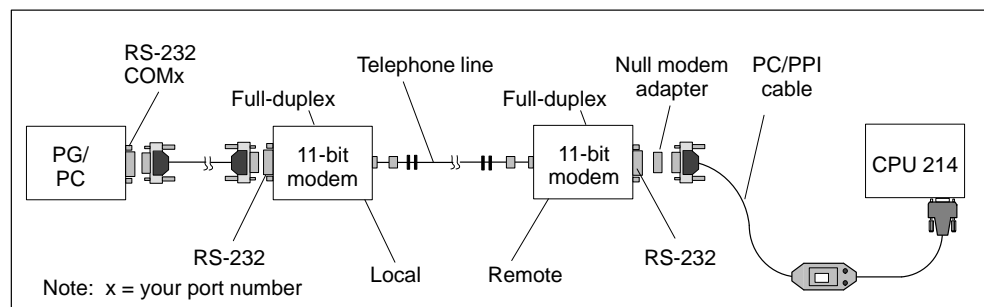 RS-232
COMx
Full-duplex
Telephone line
Full-duplex
Null modem
adapter
PC/PPI
cable
PG/
PC
11-bit
modem
11-bit
modem
CPU 214
RS-232
Local
Remote
RS-232
Note: x = your port number